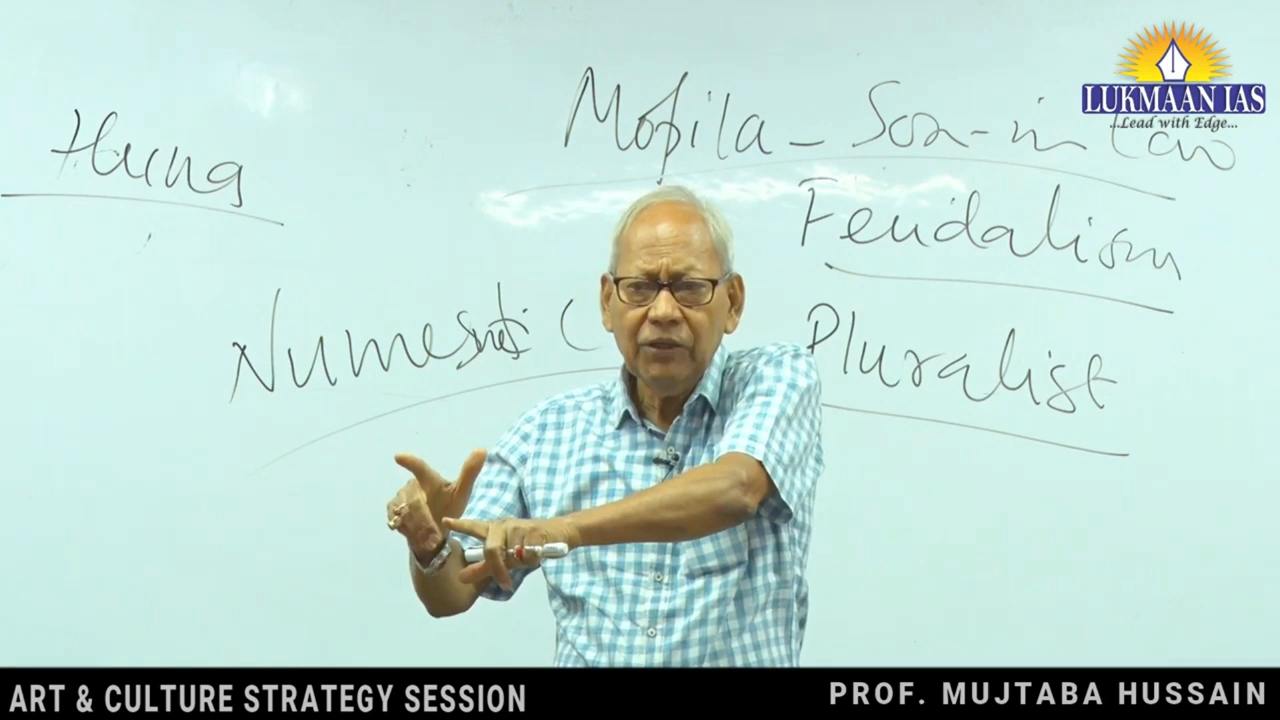 LUKMAAN IAS
...Lead with Edge...
Mopila - Son-in Law
Huna
Feudalism
Numesmetic C
Pluralist
ART & CULTURE STRATEGY SESSION
PROF. MUJTABA HUSSAIN